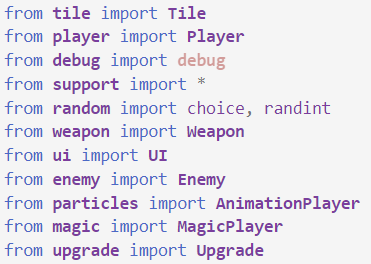 from tile import Tile
from player import Player
from debug import debug
from support import *
from random import choice, randint
from weapon import Weapon
from ui import UI
from enemy import Enemy
from particles import AnimationPlayer
from magic import MagicPlayer
from upgrade import Upgrade